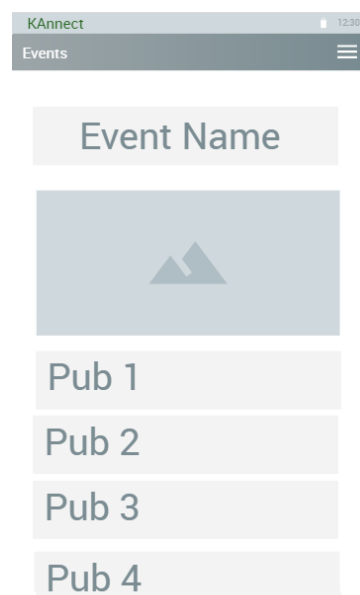 KAnnect 12:30
Events
Event Name
Pub 1
Pub 2
Pub 3
Pub 4